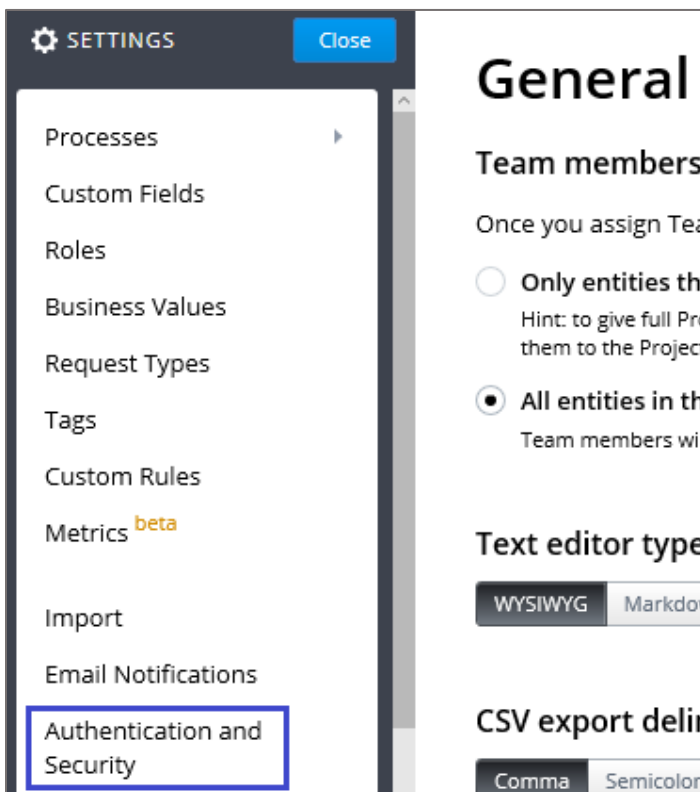 SETTINGS
Close
Processes
Custom Fields
Roles
Business Values
Request Types
Tags
Custom Rules
Metrics beta
Import
Email Notifications
Authentication and
Security
General
Team members
Once you assign
Only entities
Hint: to give full
them to the
All entities in
Team members
Text editor type
WYSIWYG
CSV export
Comma